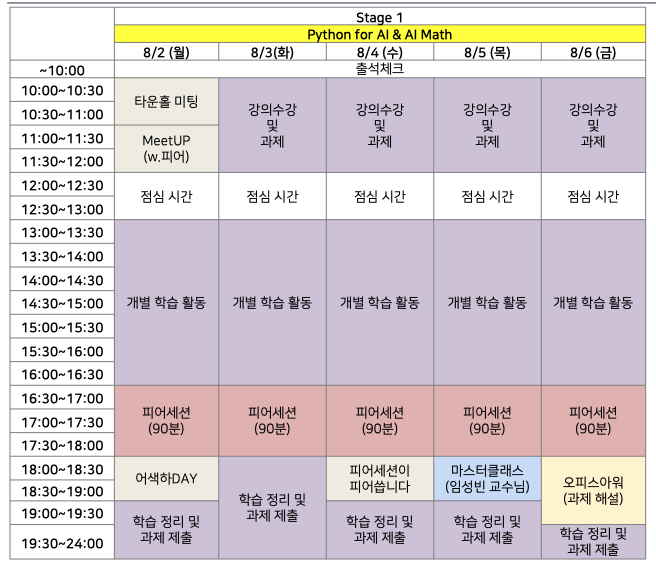 Stage 1
Python for AI & AI Math
8/2 (월) 8/3(화) 8/4 (수) 8/5 (목) 8/6 (금)
~10:00 출석체크
10:00~10:30
10:30~11:00
11:00~11:30
11:30~12:00
타운홀 미팅
MeetUP
(w.피어)
강의수강
및
과제
강의수강
및
과제
강의수강
및
과제
강의수강
및
과제
12:00~12:30
12:30~13:00
점심 시간 점심 시간 점심 시간 점심 시간 점심 시간
13:00~13:30
13:30~14:00
14:00~14:30
14:30~15:00
15:00~15:30
15:30~16:00
16:00~16:30
개별 학습 활동 개별 학습 활동 개별 학습 활동 개별 학습 활동 개별 학습 활동
16:30~17:00
17:00~17:30
17:30~18:00
피어세션
(90분)
피어세션
(90분)
피어세션
(90분)
피어세션
(90분)
피어세션
(90분)
18:00~18:30
18:30~19:00
19:00~19:30
19:30~24:00
어색하DAY
학습 정리 및
과제 제출
학습 정리 및
과제 제출
피어세션이
피어씁니다
학습 정리 및
과제 제출
마스터클래스
(임성빈 교수님)
학습 정리 및
과제 제출
오피스아워
(과제 해설)
학습 정리 및
과제 제출